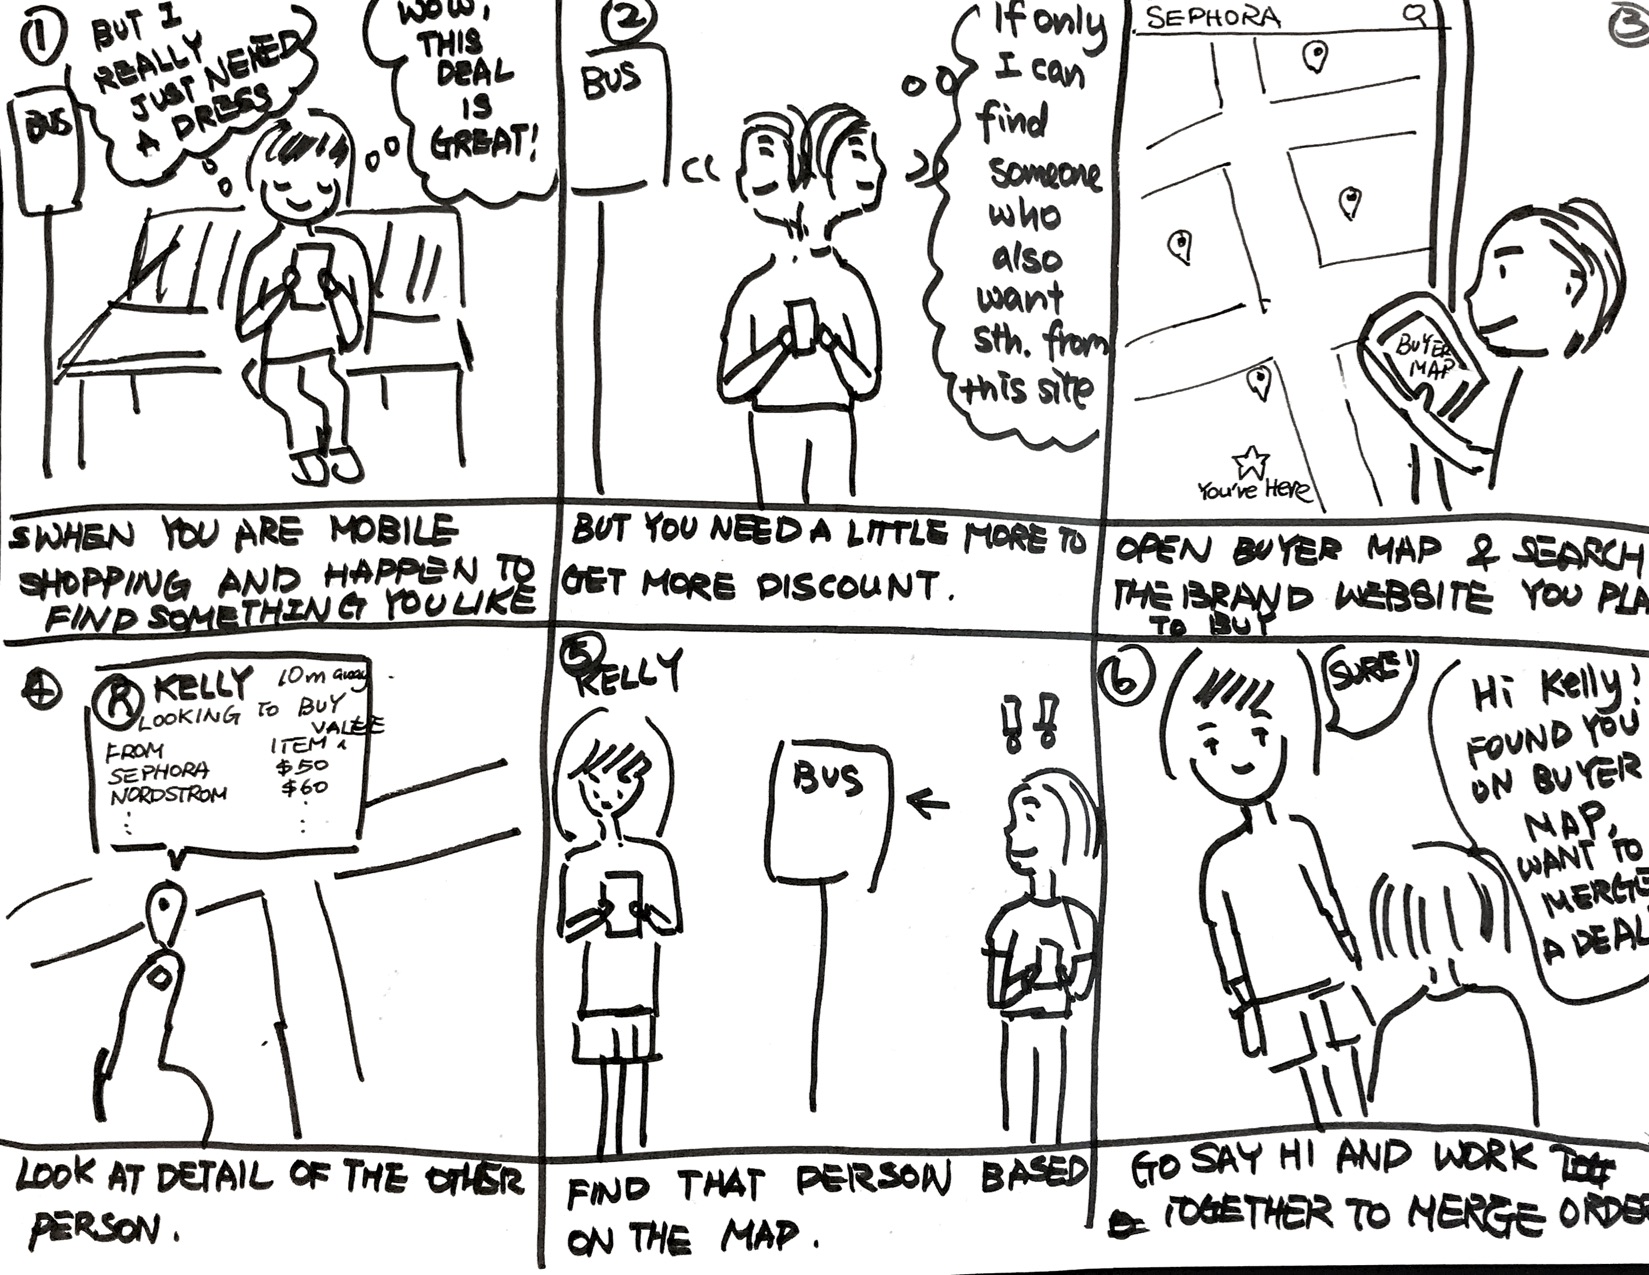 1
BUT I
REALLY
JUST NEED
A DRESS
WOW,
THIS
DEAL
IS
GREAT!
BUS
SWHEN YOU ARE MOBILE
SHOPPING AND HAPPEN TO
FIND SOMETHING YOU LIKE
2
BUS
If only
I can
find
someone
who
also
want
sth. from
this site
BUT YOU NEED A LITTLE MORE TO
GET MORE DISCOUNT.
3
SEPHORA
BUYER
MAP
You've Here
OPEN BUYER MAP & SEARCH
THE BRAND WEBSITE YOU PLA
TO BUY
4
R KELLY 10m away
LOOKING TO BUY
VALUE
FROM ITEM
SEPHORA $50
NORDSTROM $60
LOOK AT DETAIL OF THE OTHER
PERSON.
5
KELLY
!!
BUS
FIND THAT PERSON BASED
ON THE MAP.
6
SURE!
Hi Kelly!
FOUND YOU
ON BUYER
MAP,
WANT TO
MERGE
A DEAL
GO SAY HI AND WORK
TOGETHER TO MERGE ORDER